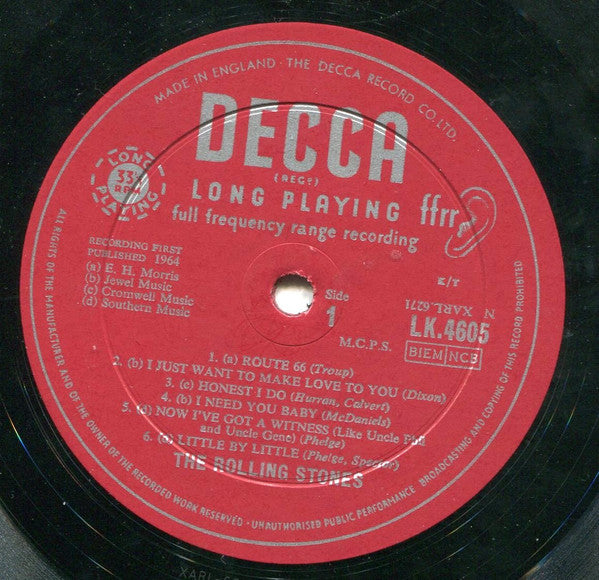 MADE IN ENGLAND · THE DECCA RECORD CO. LTD.
DECCA
(REGD)
LONG PLAYING
33⅓ RPM
LONG PLAYING ffrr
full frequency range recording
RECORDING FIRST
PUBLISHED 1964
(a) E. H. Morris
(b) Jewel Music
(c) Cromwell Music
(d) Southern Music
Side
1
M.C.P.S.
E/T
N XARL.6271
LK.4605
BIEM NCB
1. (a) ROUTE 66 (Troup)
2. (b) I JUST WANT TO MAKE LOVE TO YOU (Dixon)
3. (c) HONEST I DO (Hurran, Calvert)
4. (b) I NEED YOU BABY (McDaniels)
5. (d) NOW I'VE GOT A WITNESS (Like Uncle Phil
and Uncle Gene) (Phelge)
6. LITTLE BY LITTLE (Phelge, Spector)
THE ROLLING STONES
ALL RIGHTS OF THE MANUFACTURER AND OF THE OWNER OF THE RECORDED WORK RESERVED · UNAUTHORISED PUBLIC PERFORMANCE BROADCASTING AND COPYING OF THIS RECORD PROHIBITED